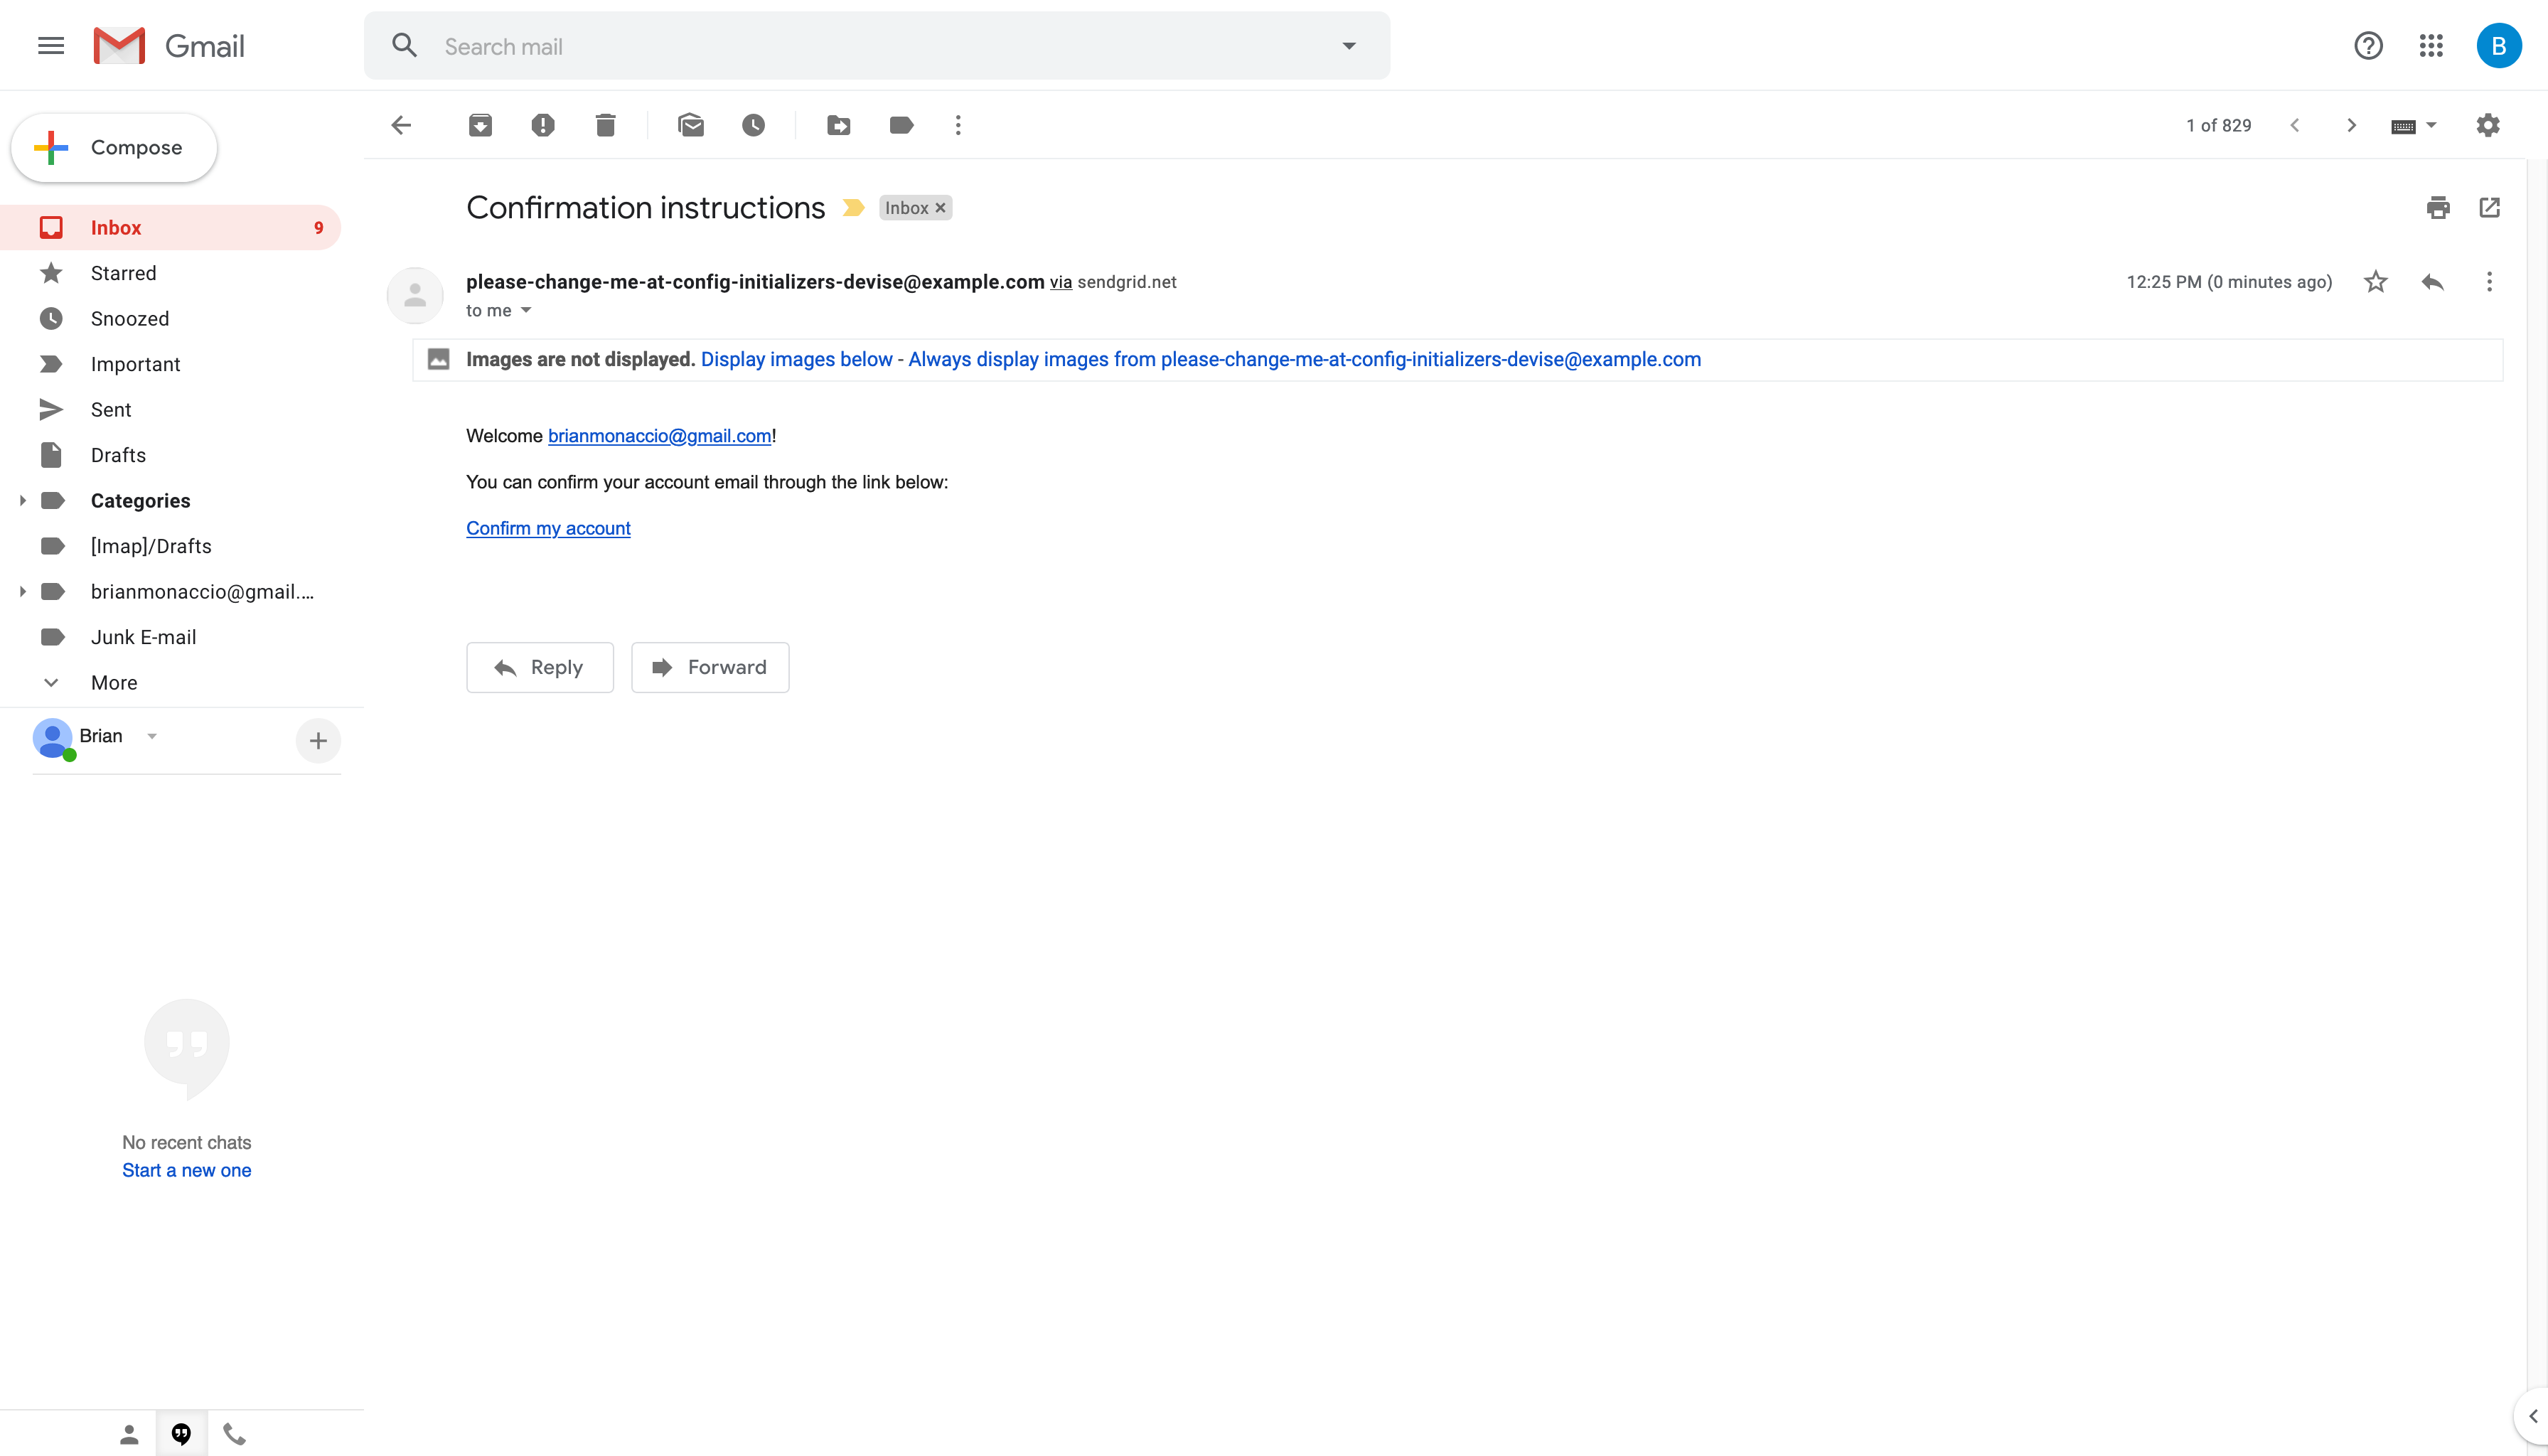 Gmail
Search mail
B
Compose
1 of 829
Inbox 9
Starred
Snoozed
Important
Sent
Drafts
Categories
[Imap]/Drafts
brianmonaccio@gmail....
Junk E-mail
More
Brian
No recent chats
Start a new one
Confirmation instructions Inbox ×
please-change-me-at-config-initializers-devise@example.com via sendgrid.net 12:25 PM (0 minutes ago)
to me
Images are not displayed. Display images below - Always display images from please-change-me-at-config-initializers-devise@example.com
Welcome brianmonaccio@gmail.com!
You can confirm your account email through the link below:
Confirm my account
Reply Forward